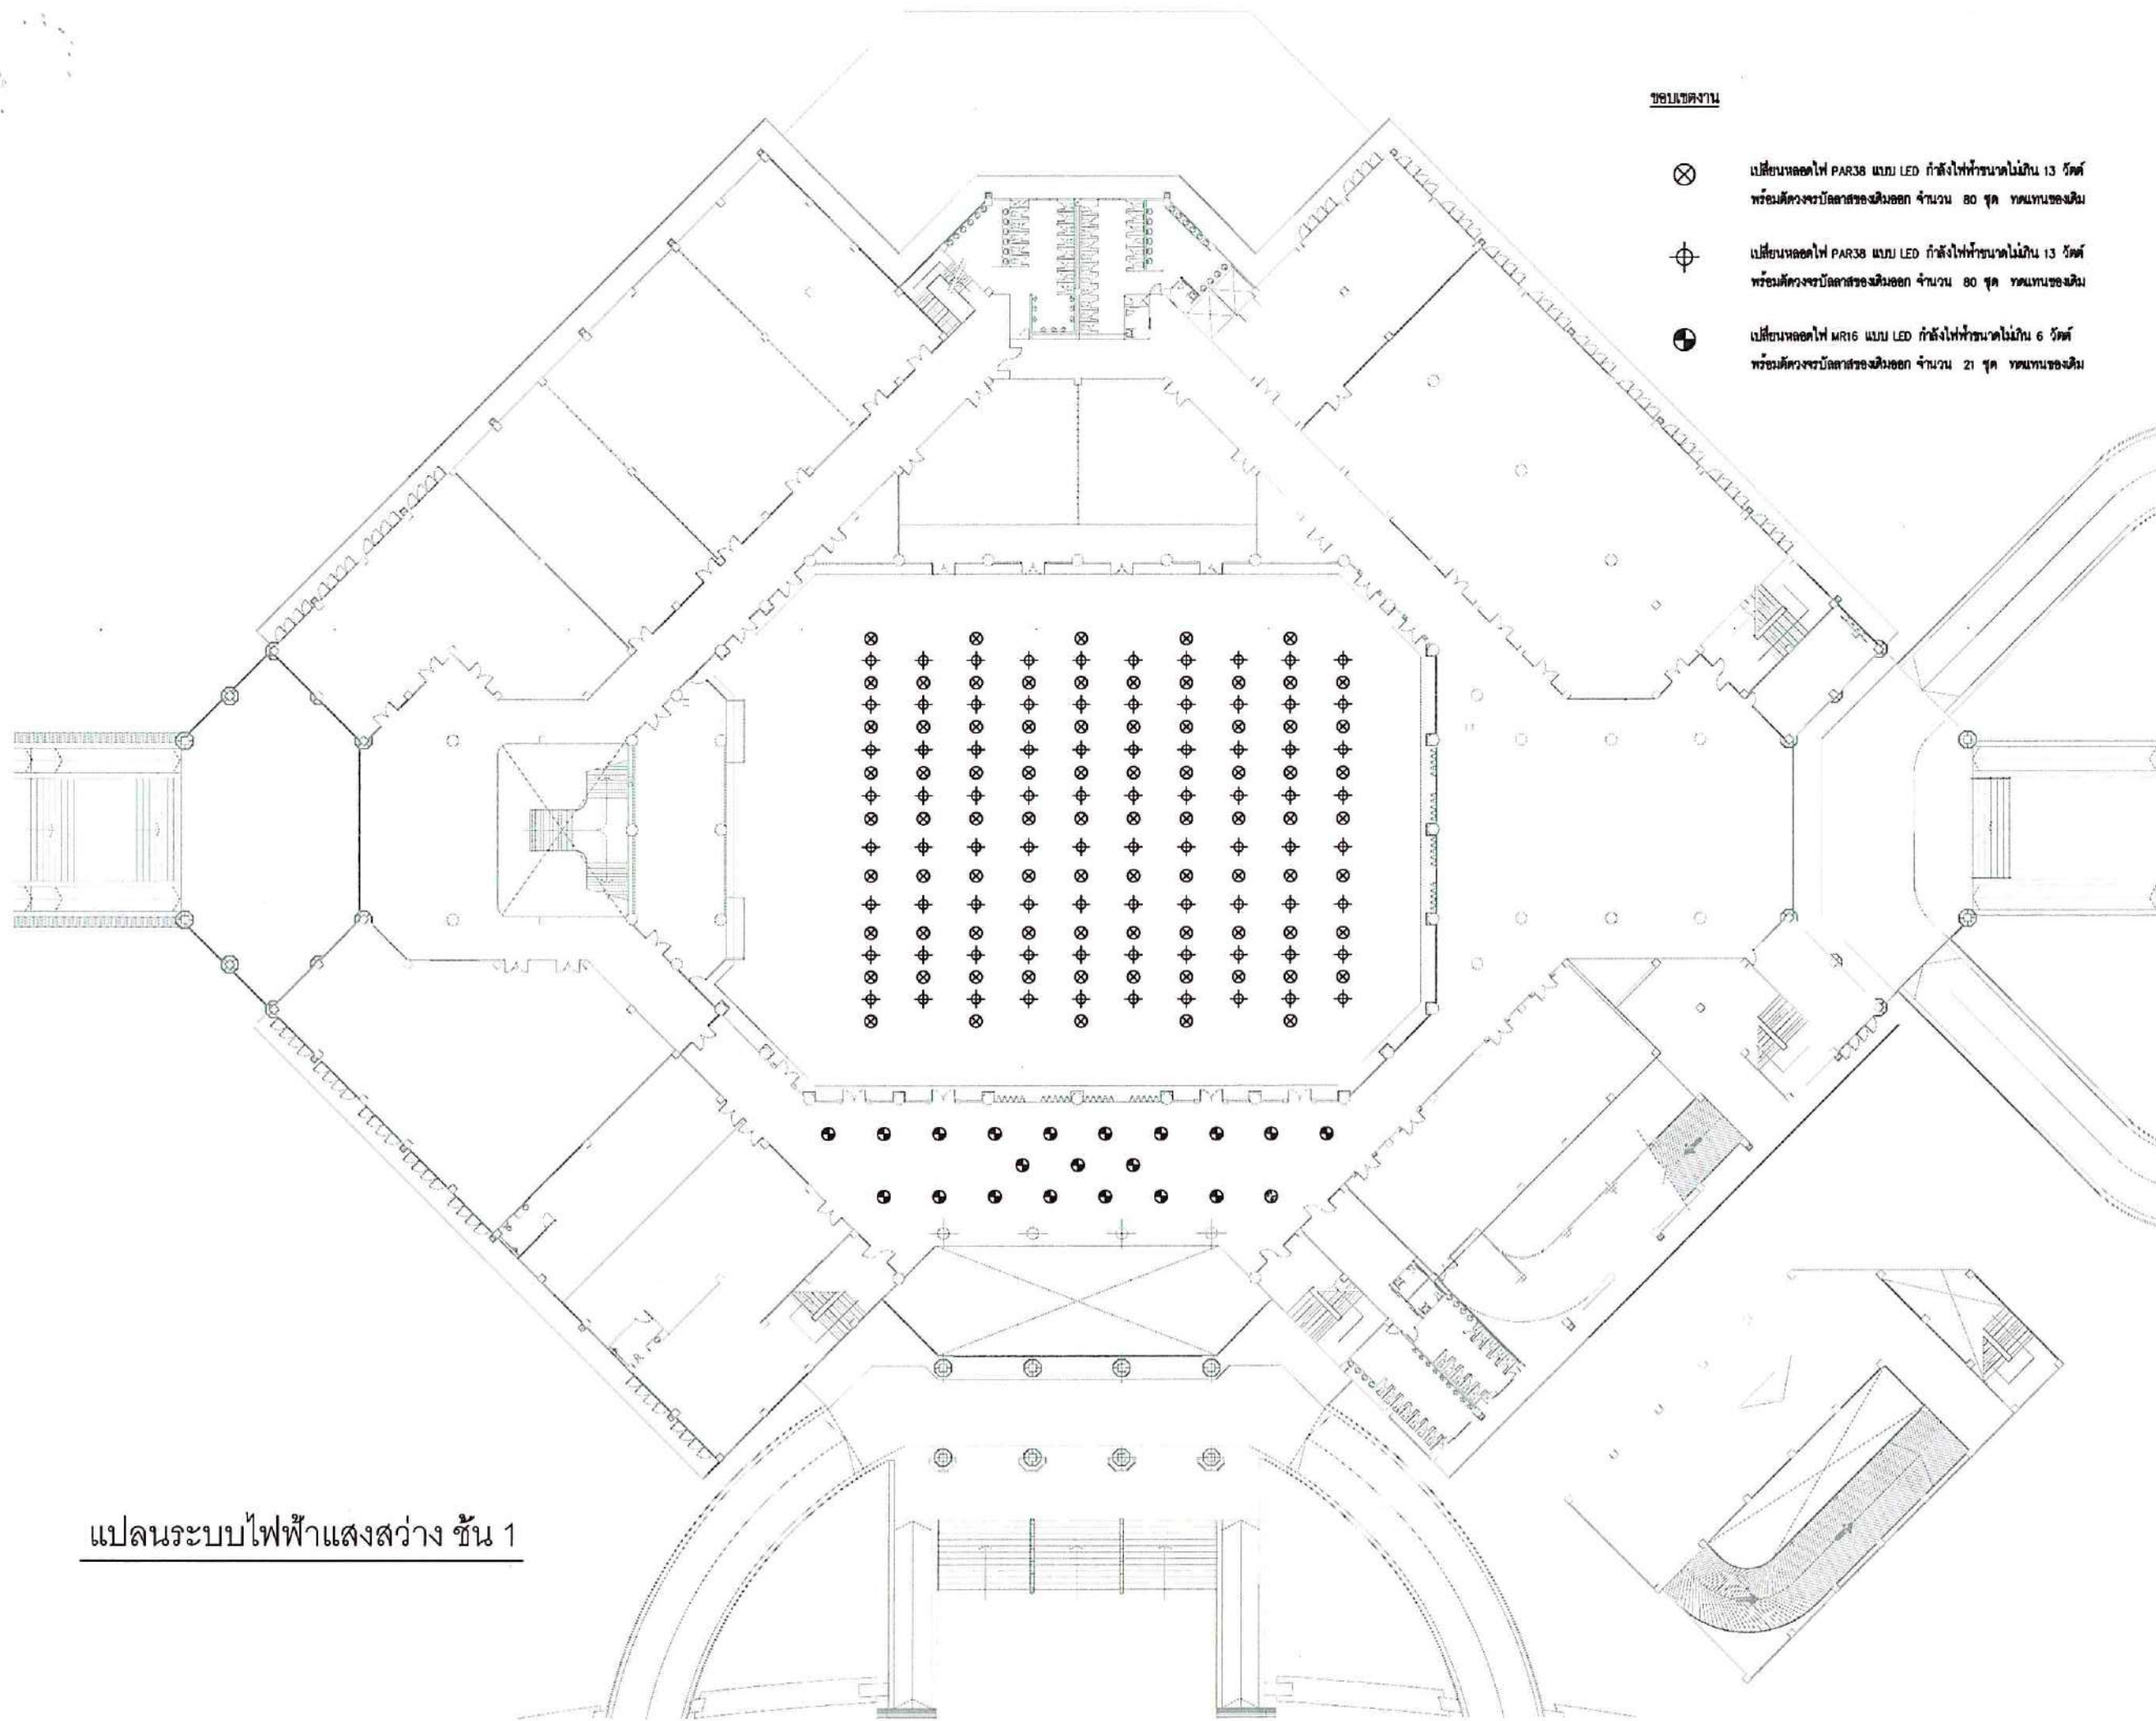 ขอบเขตงาน
เปลี่ยนหลอดไฟ PAR38 แบบ LED กำลังไฟฟ้าขนาดไม่เกิน 13 วัตต์
พร้อมตัดวงจรบัลลาสของเดิมออก จำนวน 80 ชุด ทดแทนของเดิม
เปลี่ยนหลอดไฟ PAR38 แบบ LED กำลังไฟฟ้าขนาดไม่เกิน 13 วัตต์
พร้อมตัดวงจรบัลลาสของเดิมออก จำนวน 80 ชุด ทดแทนของเดิม
เปลี่ยนหลอดไฟ MR16 แบบ LED กำลังไฟฟ้าขนาดไม่เกิน 6 วัตต์
พร้อมตัดวงจรบัลลาสของเดิมออก จำนวน 21 ชุด ทดแทนของเดิม
แปลนระบบไฟฟ้าแสงสว่าง ชั้น 1